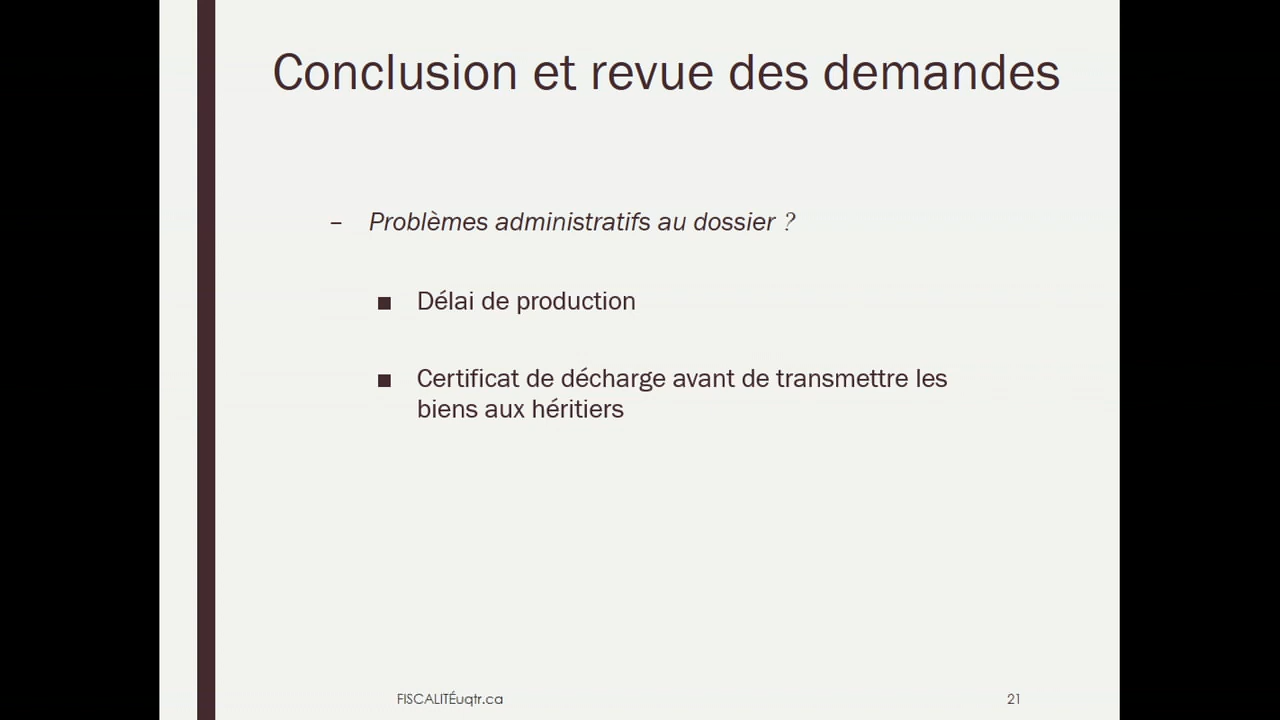 Conclusion et revue des demandes
– Problèmes administratifs au dossier ?
■ Délai de production
■ Certificat de décharge avant de transmettre les
biens aux héritiers
FISCALITÉuqtr.ca
21